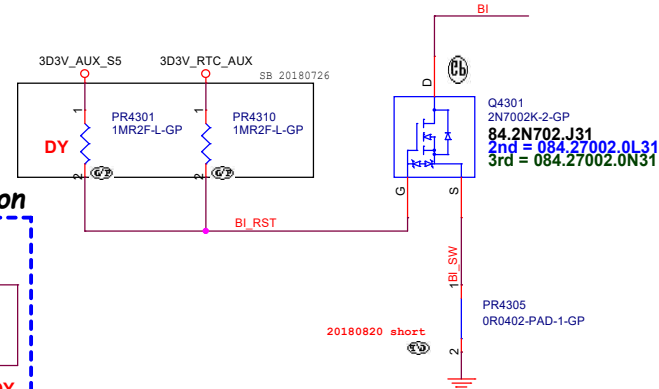 BI
3D3V_AUX_S5
3D3V_RTC_AUX
SB 20180726
D
Q4301
2N7002K-2-GP
84.2N702.J31
2nd = 084.27002.0L31
3rd = 084.27002.0N31
1
PR4301
1MR2F-L-GP
1
PR4310
1MR2F-L-GP
DY
2
G/P
2
G/P
G
S
on
BI_RST
BI_SW
1
PR4305
0R0402-PAD-1-GP
20180820 short
2
DY